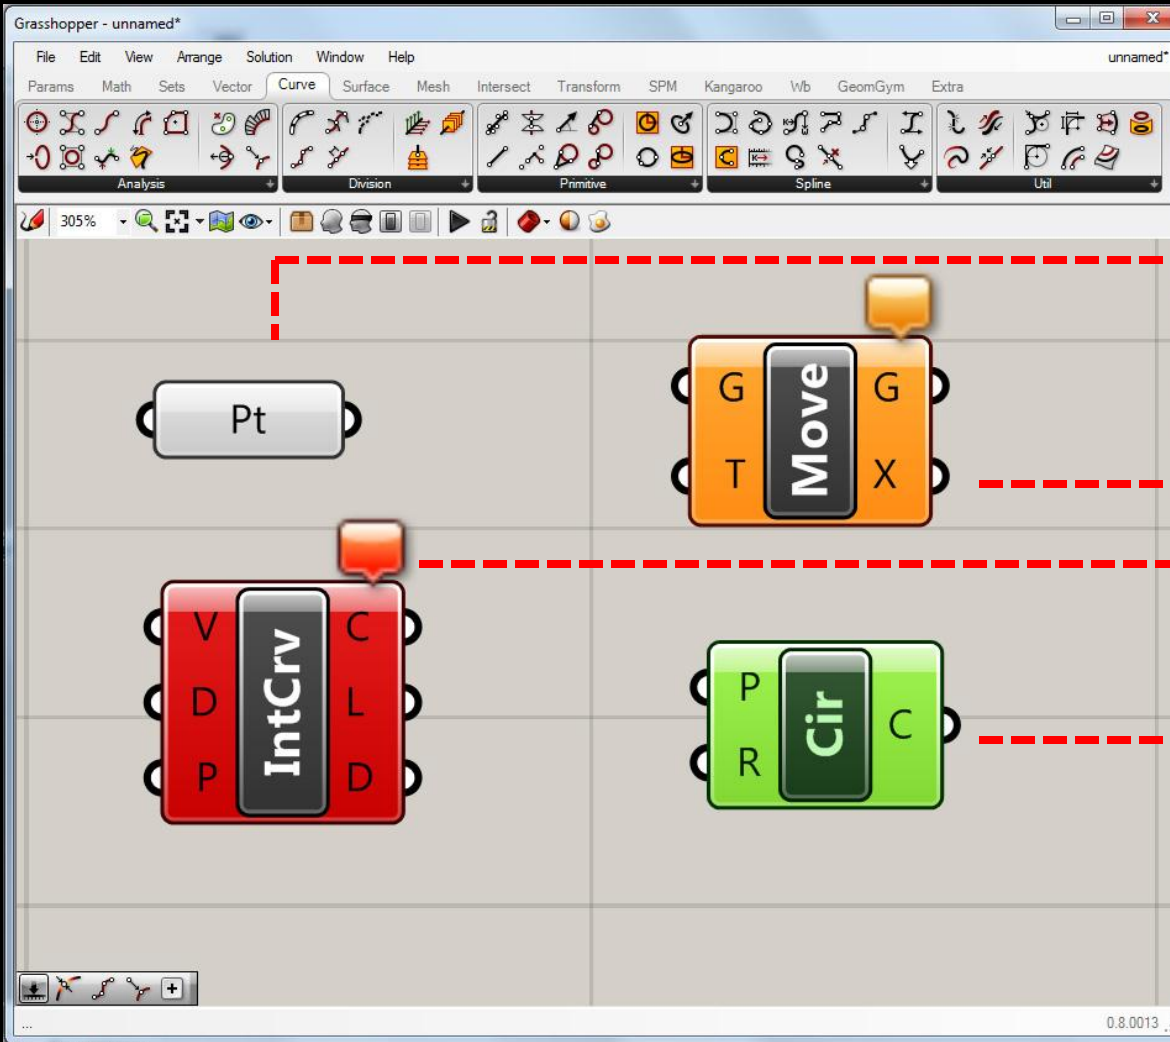 Grasshopper - unnamed*
File Edit View Arrange Solution Window Help unnamed*
Params Math Sets Vector Curve Surface Mesh Intersect Transform SPM Kangaroo Wb GeomGym Extra
Analysis Division Primitive Spline Util
305%
Pt
G Move G
T X
V IntCrv C
D L
P D
P Cir C
R
... 0.8.0013